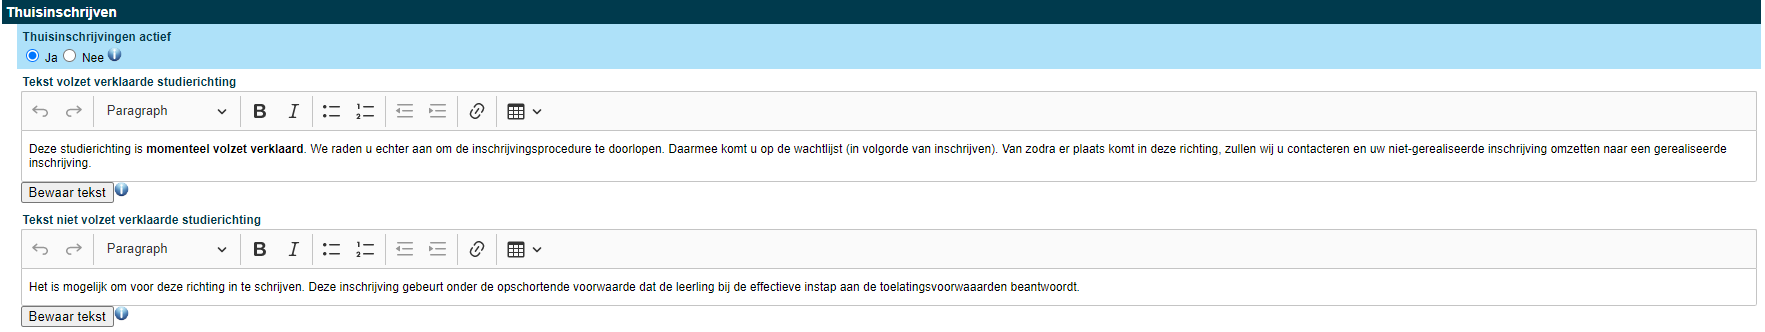 Thuisinschrijven
Thuisinschrijvingen actief
Ja Nee
Tekst volzet verklaarde studierichting
Paragraph
Deze studierichting is momenteel volzet verklaard. We raden u echter aan om de inschrijvingsprocedure te doorlopen. Daarmee komt u op de wachtlijst (in volgorde van inschrijven). Van zodra er plaats komt in deze richting, zullen wij u contacteren en uw niet-gerealiseerde inschrijving omzetten naar een gerealiseerde
inschrijving.
Bewaar tekst
Tekst niet volzet verklaarde studierichting
Paragraph
Het is mogelijk om voor deze richting in te schrijven. Deze inschrijving gebeurt onder de opschortende voorwaarde dat de leerling bij de effectieve instap aan de toelatingsvoorwaaarden beantwoordt.
Bewaar tekst